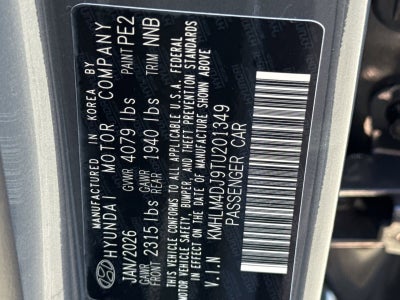 MANUFACTURED IN KOREA BY
HYUNDAI MOTOR COMPANY
JAN/2026 GVWR 4079 lbs PAINT PE2
GAWR FRONT 2315 lbs GAWR REAR 1940 lbs TRIM NNB
THIS VEHICLE CONFORMS TO ALL APPLICABLE U.S.A. FEDERAL
MOTOR VEHICLE SAFETY, BUMPER, AND THEFT PREVENTION STANDARDS
IN EFFECT ON THE DATE OF MANUFACTURE SHOWN ABOVE
V.I.N KMHLM4DJ9TU201349
PASSENGER CAR